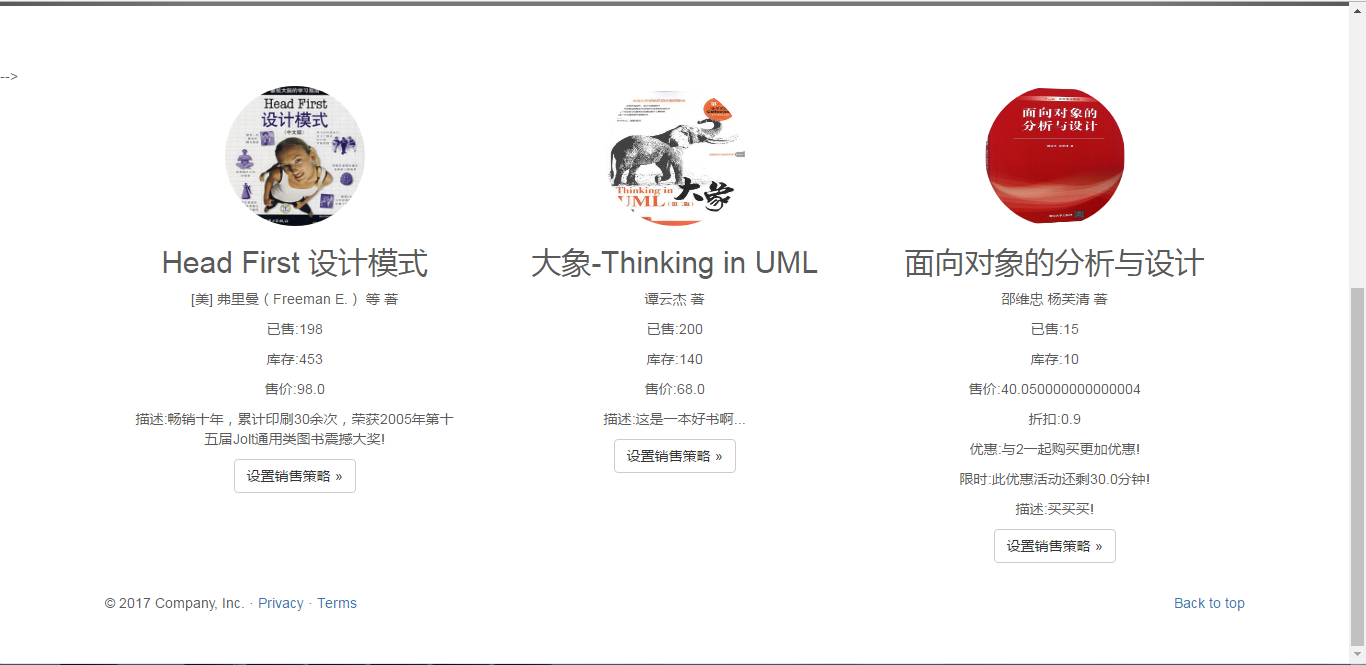 -->
Head First
设计模式
(中文版)
Thinking in
UML
大象
(第二版)
面向对象的
分析与设计
Head First 设计模式
[美] 弗里曼（Freeman E.） 等 著
已售:198
库存:453
售价:98.0
描述:畅销十年，累计印刷30余次，荣获2005年第十
五届Jolt通用类图书震撼大奖!
设置销售策略 »
大象-Thinking in UML
谭云杰 著
已售:200
库存:140
售价:68.0
描述:这是一本好书啊...
设置销售策略 »
面向对象的分析与设计
邵维忠 杨芙清 著
已售:15
库存:10
售价:40.050000000000004
折扣:0.9
优惠:与2一起购买更加优惠!
限时:此优惠活动还剩30.0分钟!
描述:买买买!
设置销售策略 »
© 2017 Company, Inc. · Privacy · Terms
Back to top